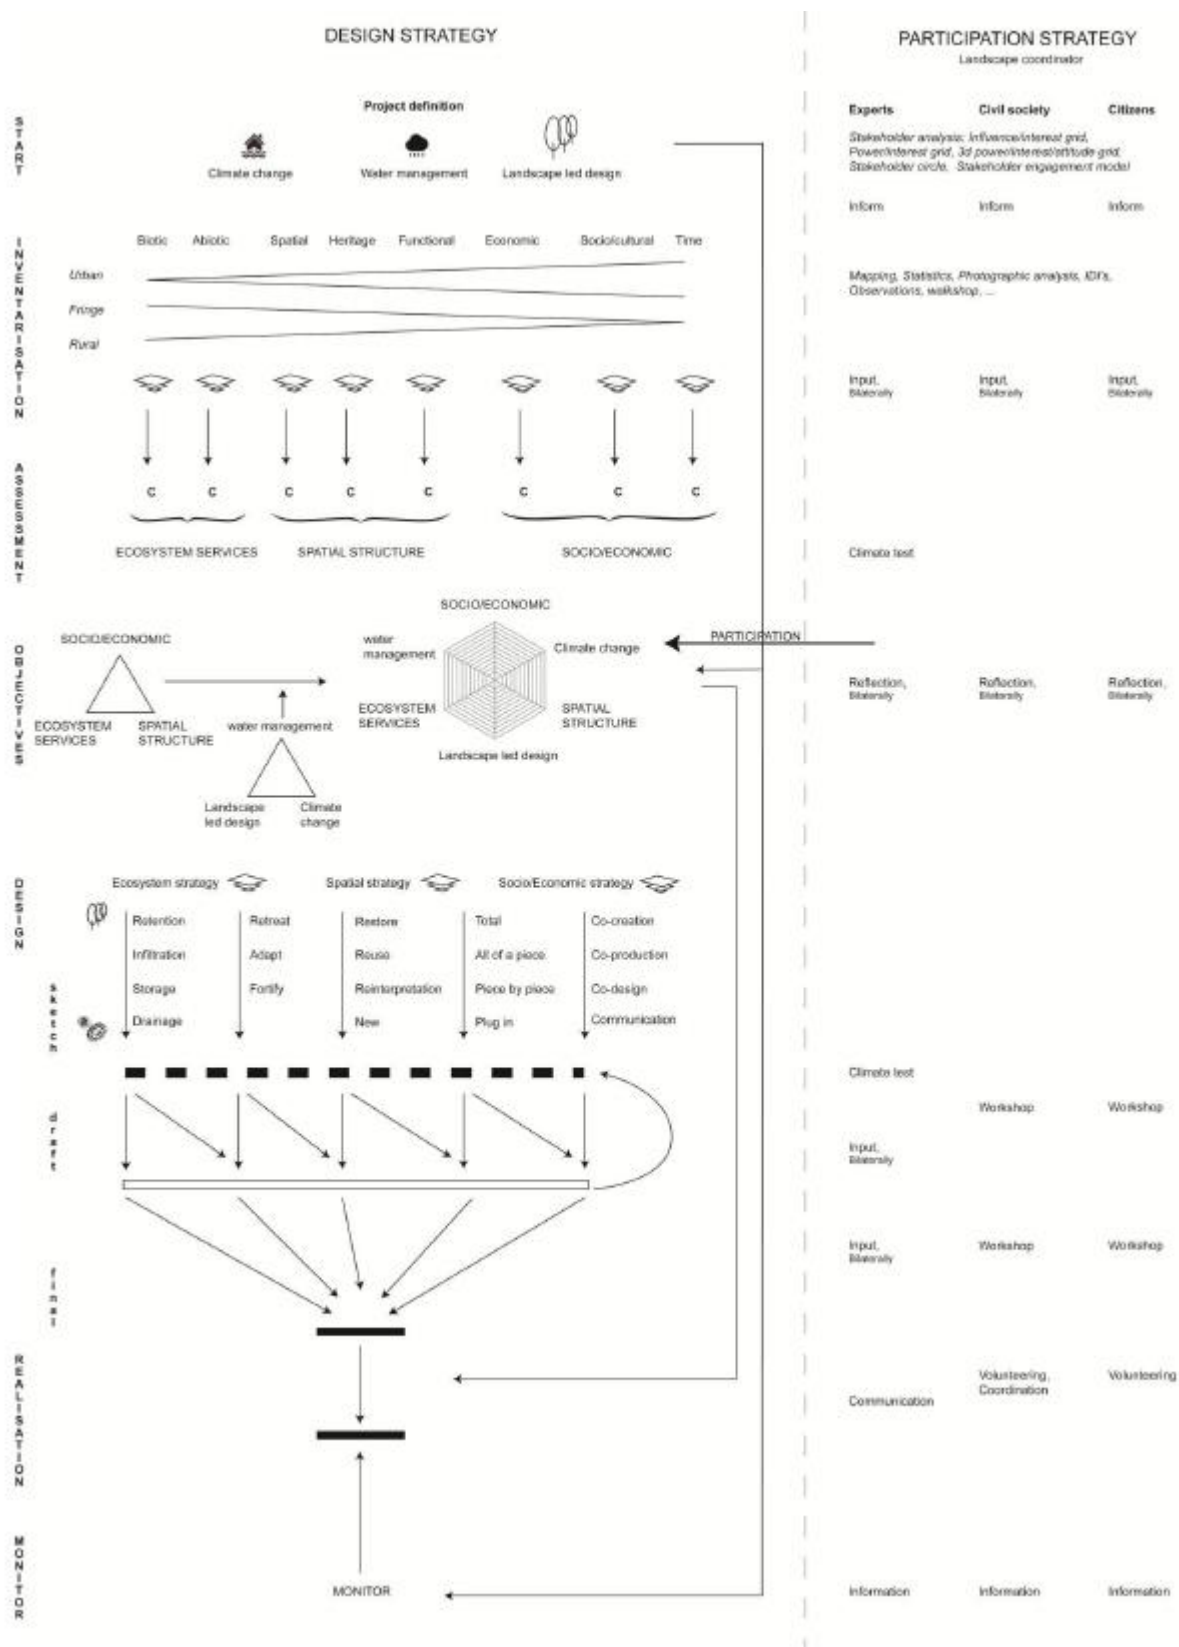 DESIGN STRATEGY
PARTICIPATION STRATEGY
Landscape coordinator
START
Project definition
Climate change
Water management
Landscape led design
Experts
Civil society
Citizens
Stakeholder analysis: Influence/interest grid,
Power/interest grid, 3d power/interest/attitude grid,
Stakeholder circle, Stakeholder engagement model
Inform
Inform
Inform
INVENTARISATION
Biotic
Abiotic
Spatial
Heritage
Functional
Economic
Socio/cultural
Time
Urban
Fringe
Rural
Mapping, Statistics, Photographic analysis, IDI's,
Observations, walkshop, ...
Input,
Bilaterally
Input,
Bilaterally
Input,
Bilaterally
ASSESSMENT
C
C
C
C
C
C
C
C
ECOSYSTEM SERVICES
SPATIAL STRUCTURE
SOCIO/ECONOMIC
Climate test
OBJECTIVES
SOCIO/ECONOMIC
ECOSYSTEM
SERVICES
SPATIAL
STRUCTURE
water management
Landscape
led design
Climate
change
SOCIO/ECONOMIC
water
management
Climate change
ECOSYSTEM
SERVICES
SPATIAL
STRUCTURE
Landscape led design
PARTICIPATION
Reflection,
Bilaterally
Reflection,
Bilaterally
Reflection,
Bilaterally
DESIGN
Ecosystem strategy
Spatial strategy
Socio/Economic strategy
sketch
Retention
Retreat
Restore
Total
Co-creation
Infiltration
Adapt
Reuse
All of a piece
Co-production
Storage
Fortify
Reinterpretation
Piece by piece
Co-design
Drainage
New
Plug in
Communication
Climate test
draft
Workshop
Workshop
Input,
Bilaterally
final
Input,
Bilaterally
Workshop
Workshop
REALISATION
Communication
Volunteering,
Coordination
Volunteering
MONITOR
MONITOR
Information
Information
Information